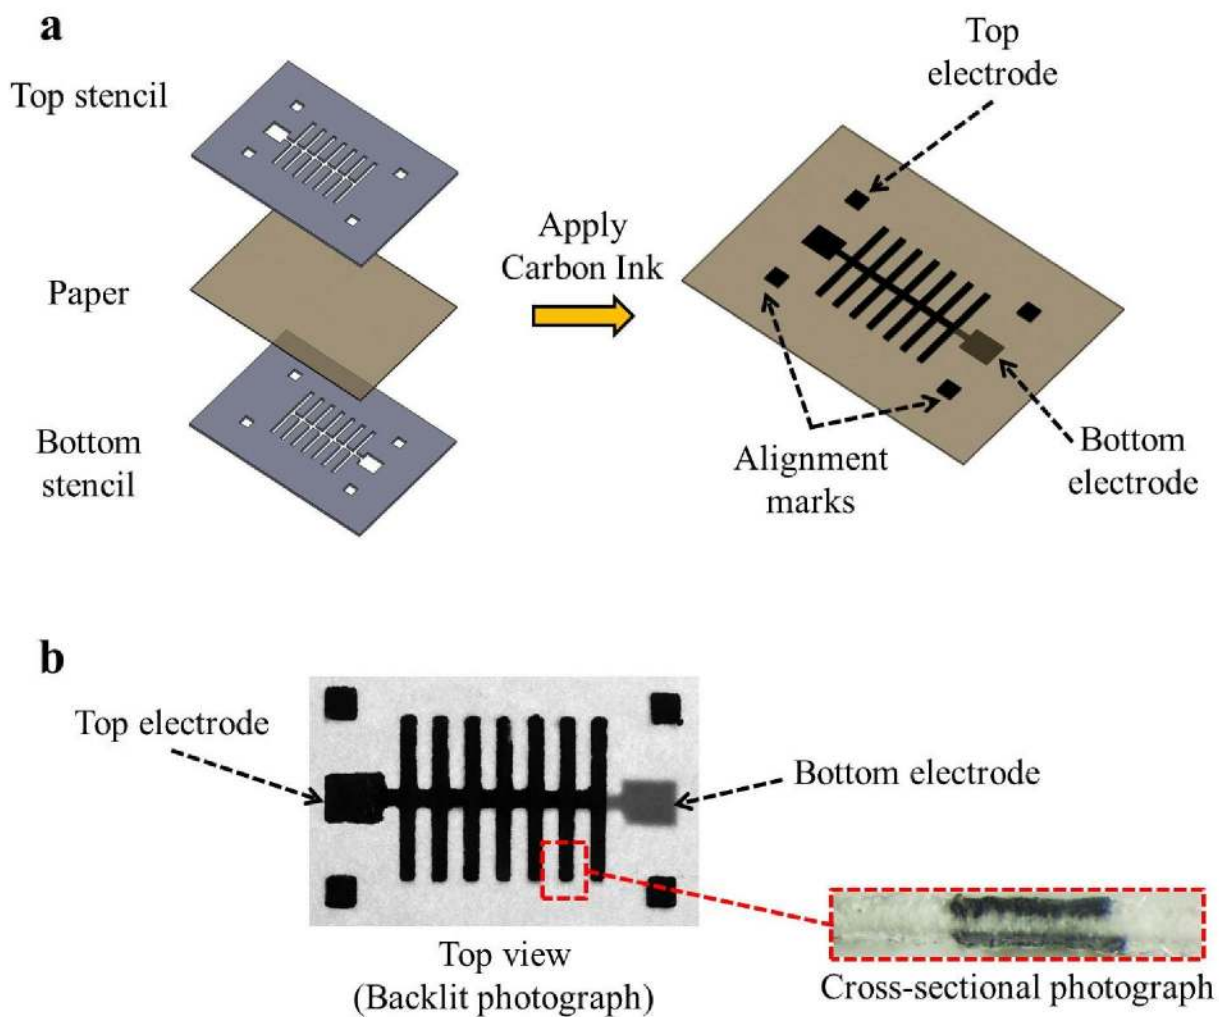 a
Top stencil
Paper
Bottom
stencil
Apply
Carbon Ink
Top
electrode
Alignment
marks
Bottom
electrode
b
Top electrode
Bottom electrode
Top view
(Backlit photograph)
Cross-sectional photograph